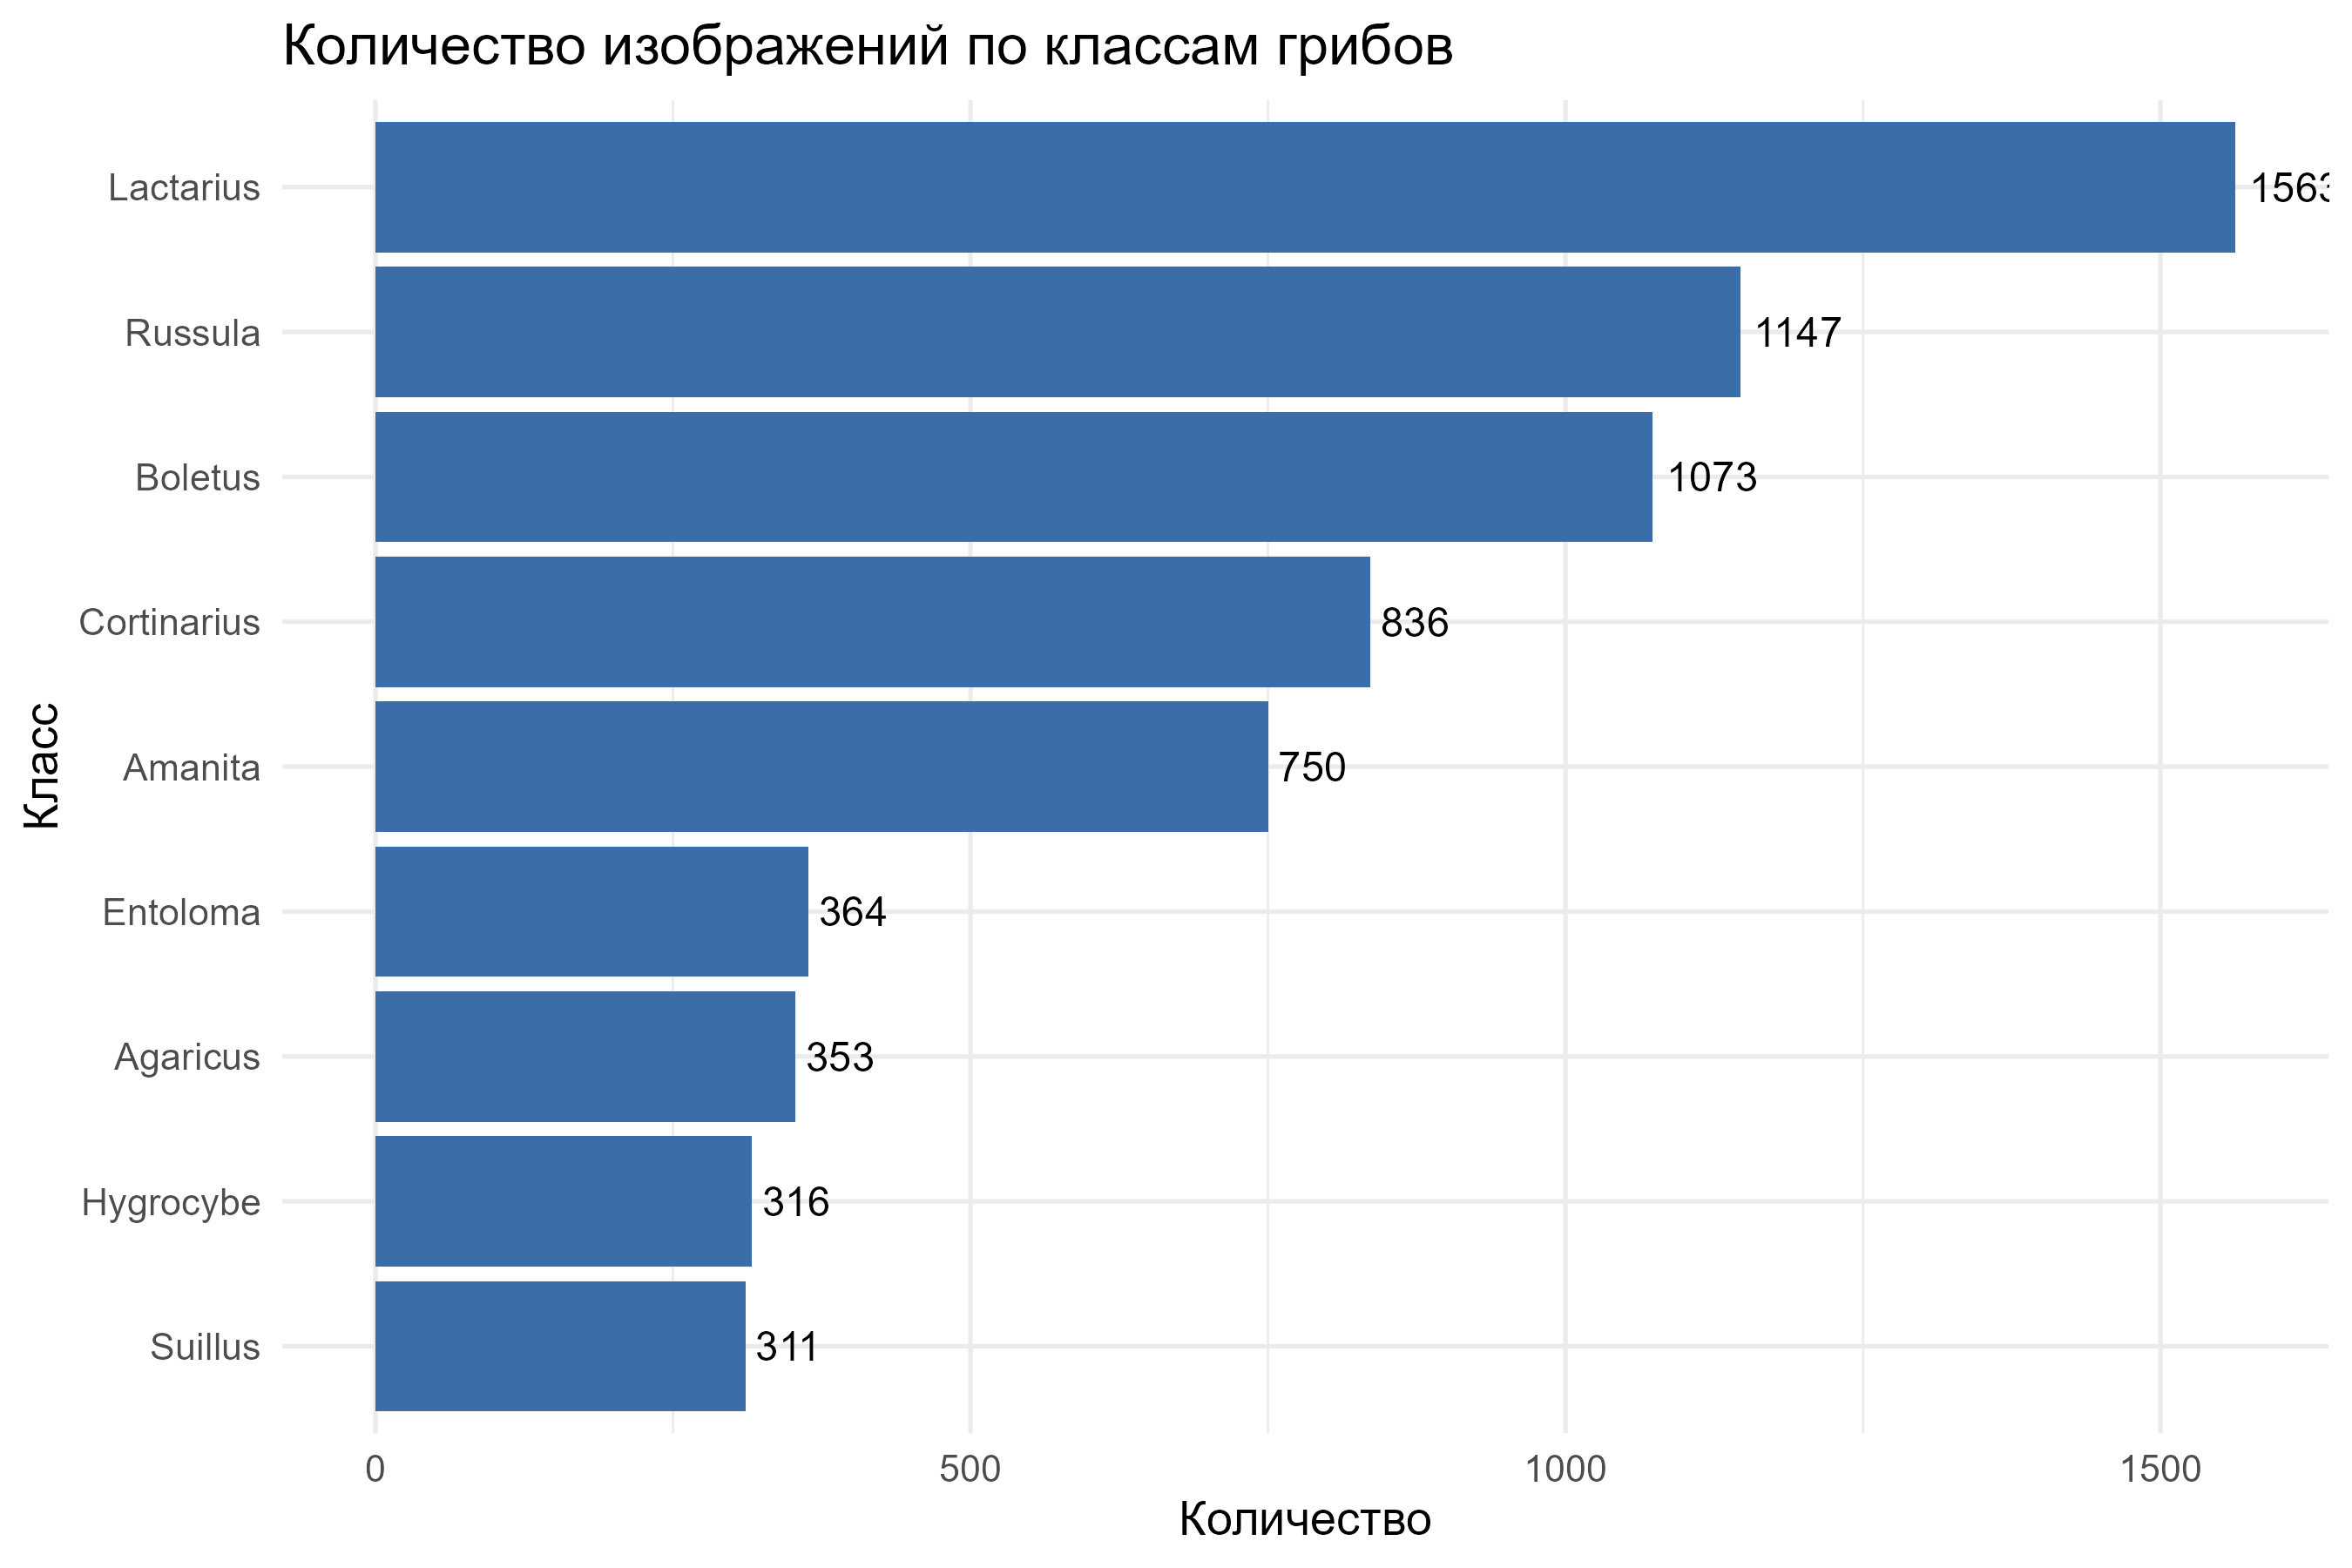 Количество изображений по классам грибов
Lactarius 1563
Russula 1147
Boletus 1073
Cortinarius 836
Amanita 750
Entoloma 364
Agaricus 353
Hygrocybe 316
Suillus 311
Класс
0 500 1000 1500
Количество